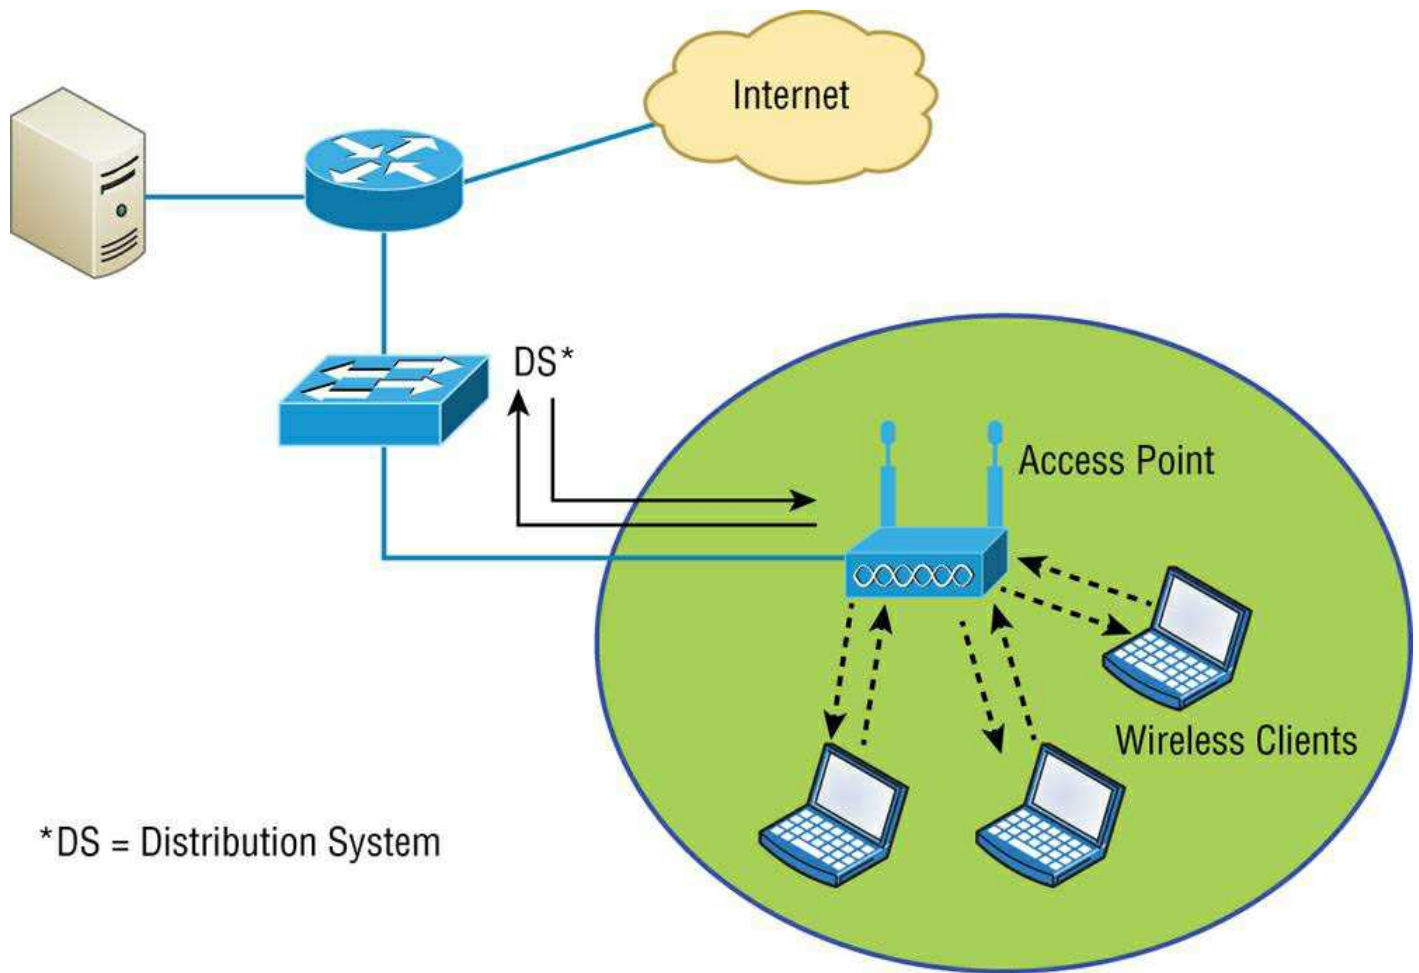 Internet
DS*
Access Point
Wireless Clients
*DS = Distribution System